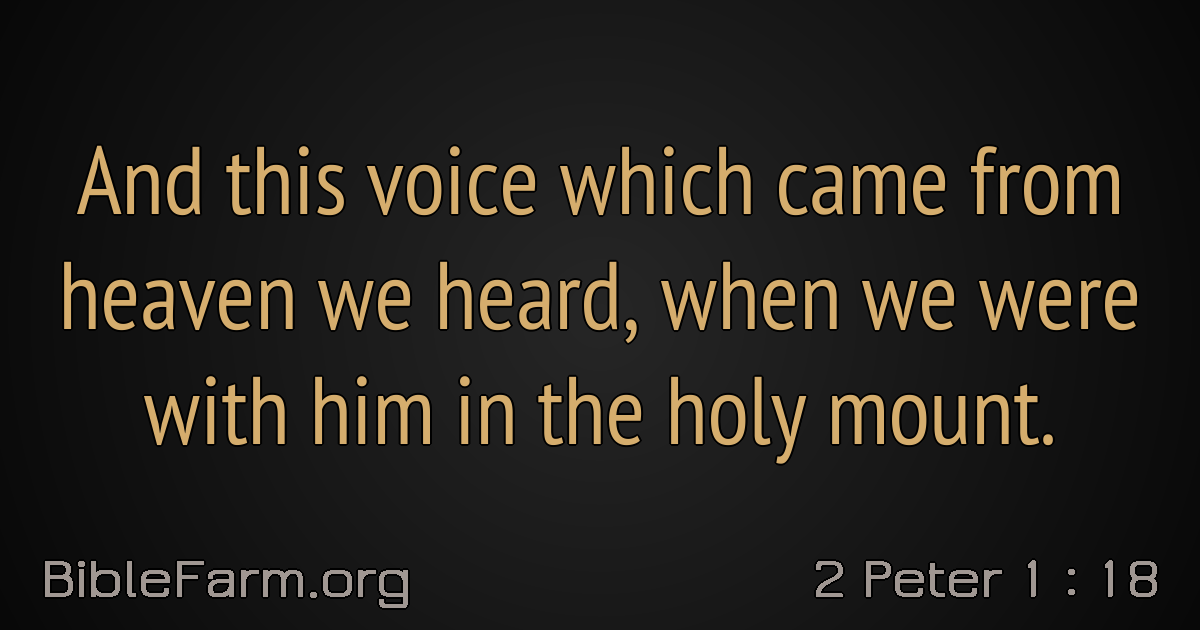 And this voice which came from
heaven we heard, when we were
with him in the holy mount.
BibleFarm.org
2 Peter 1 : 18